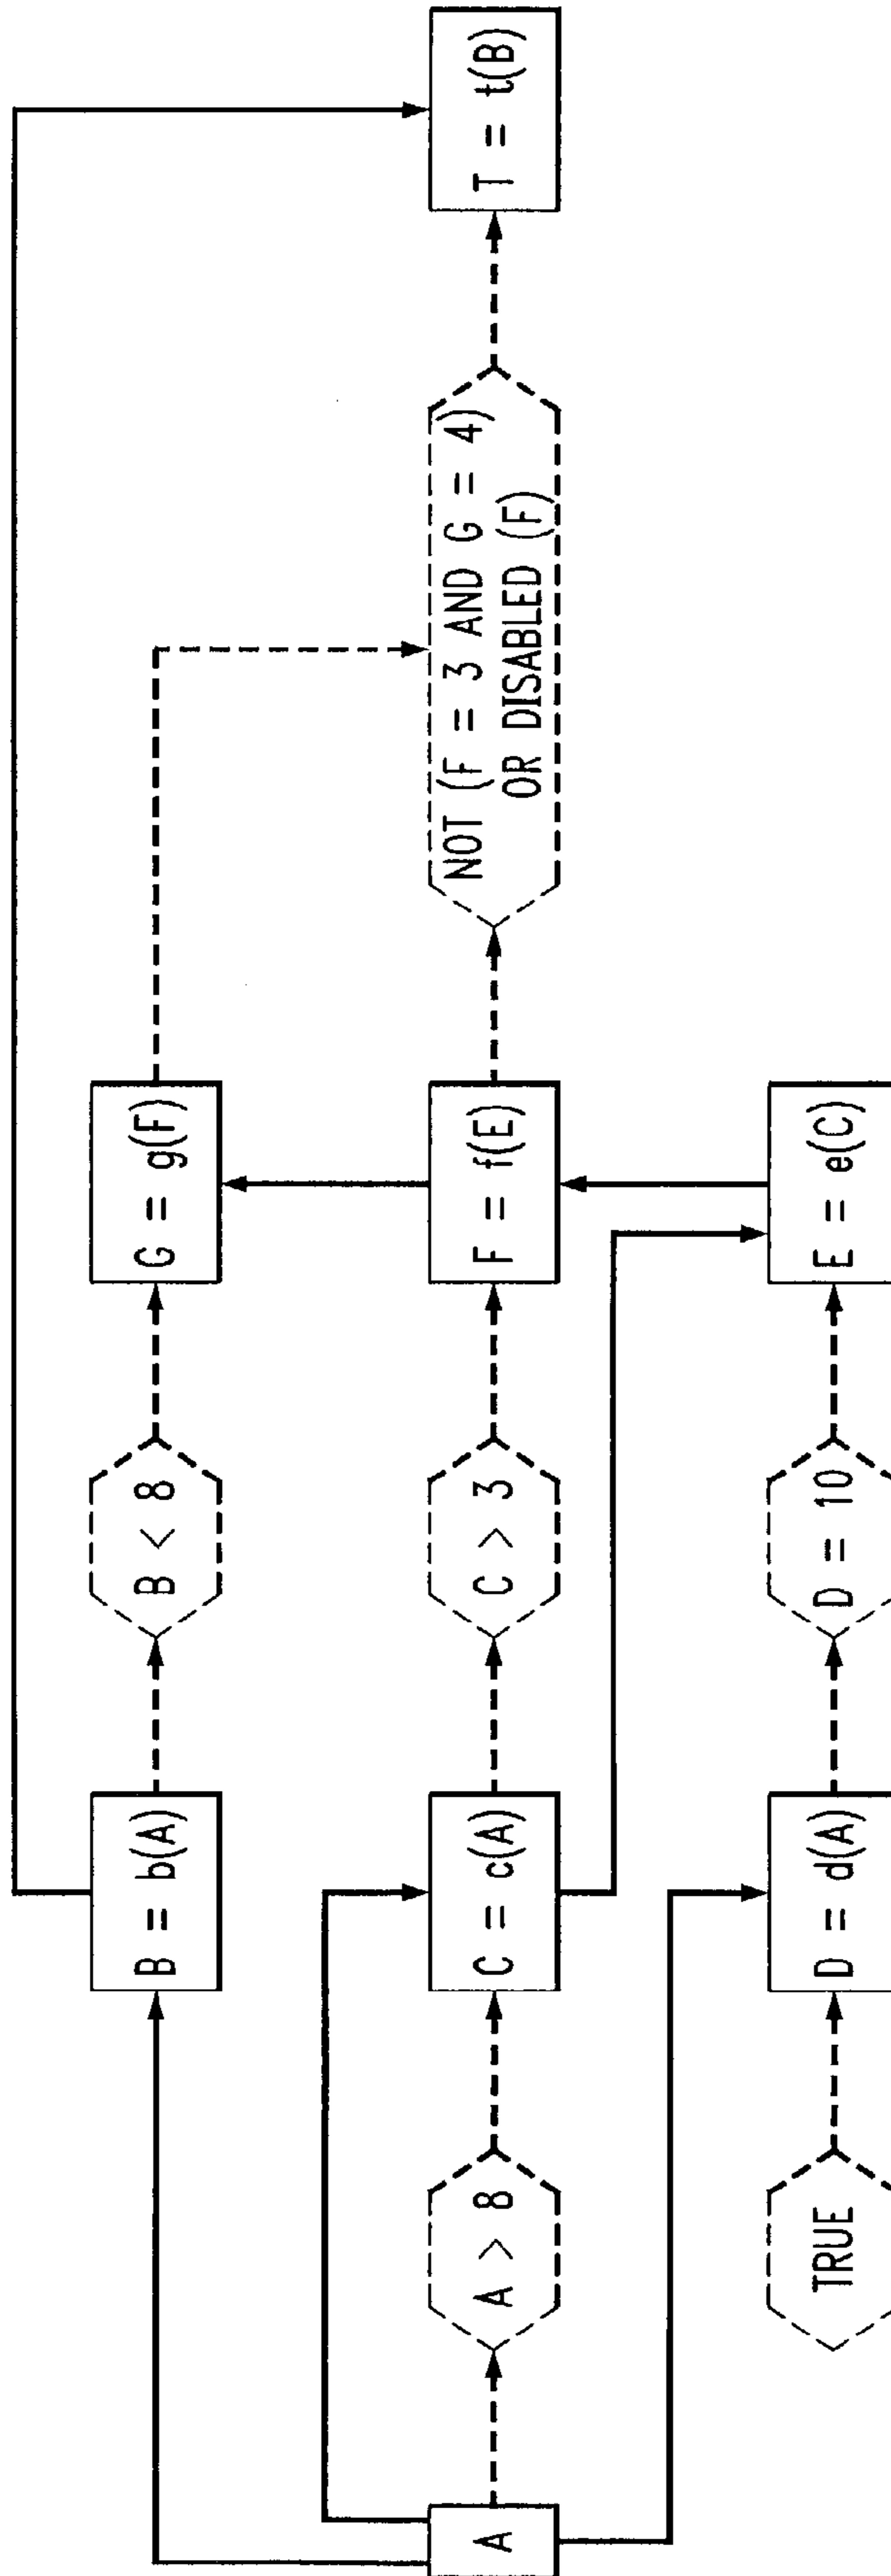 A
A > 8
TRUE
B = b(A)
C = c(A)
D = d(A)
B < 8
C > 3
D = 10
G = g(F)
F = f(E)
E = e(C)
NOT (F = 3 AND G = 4)
OR DISABLED (F)
T = t(B)